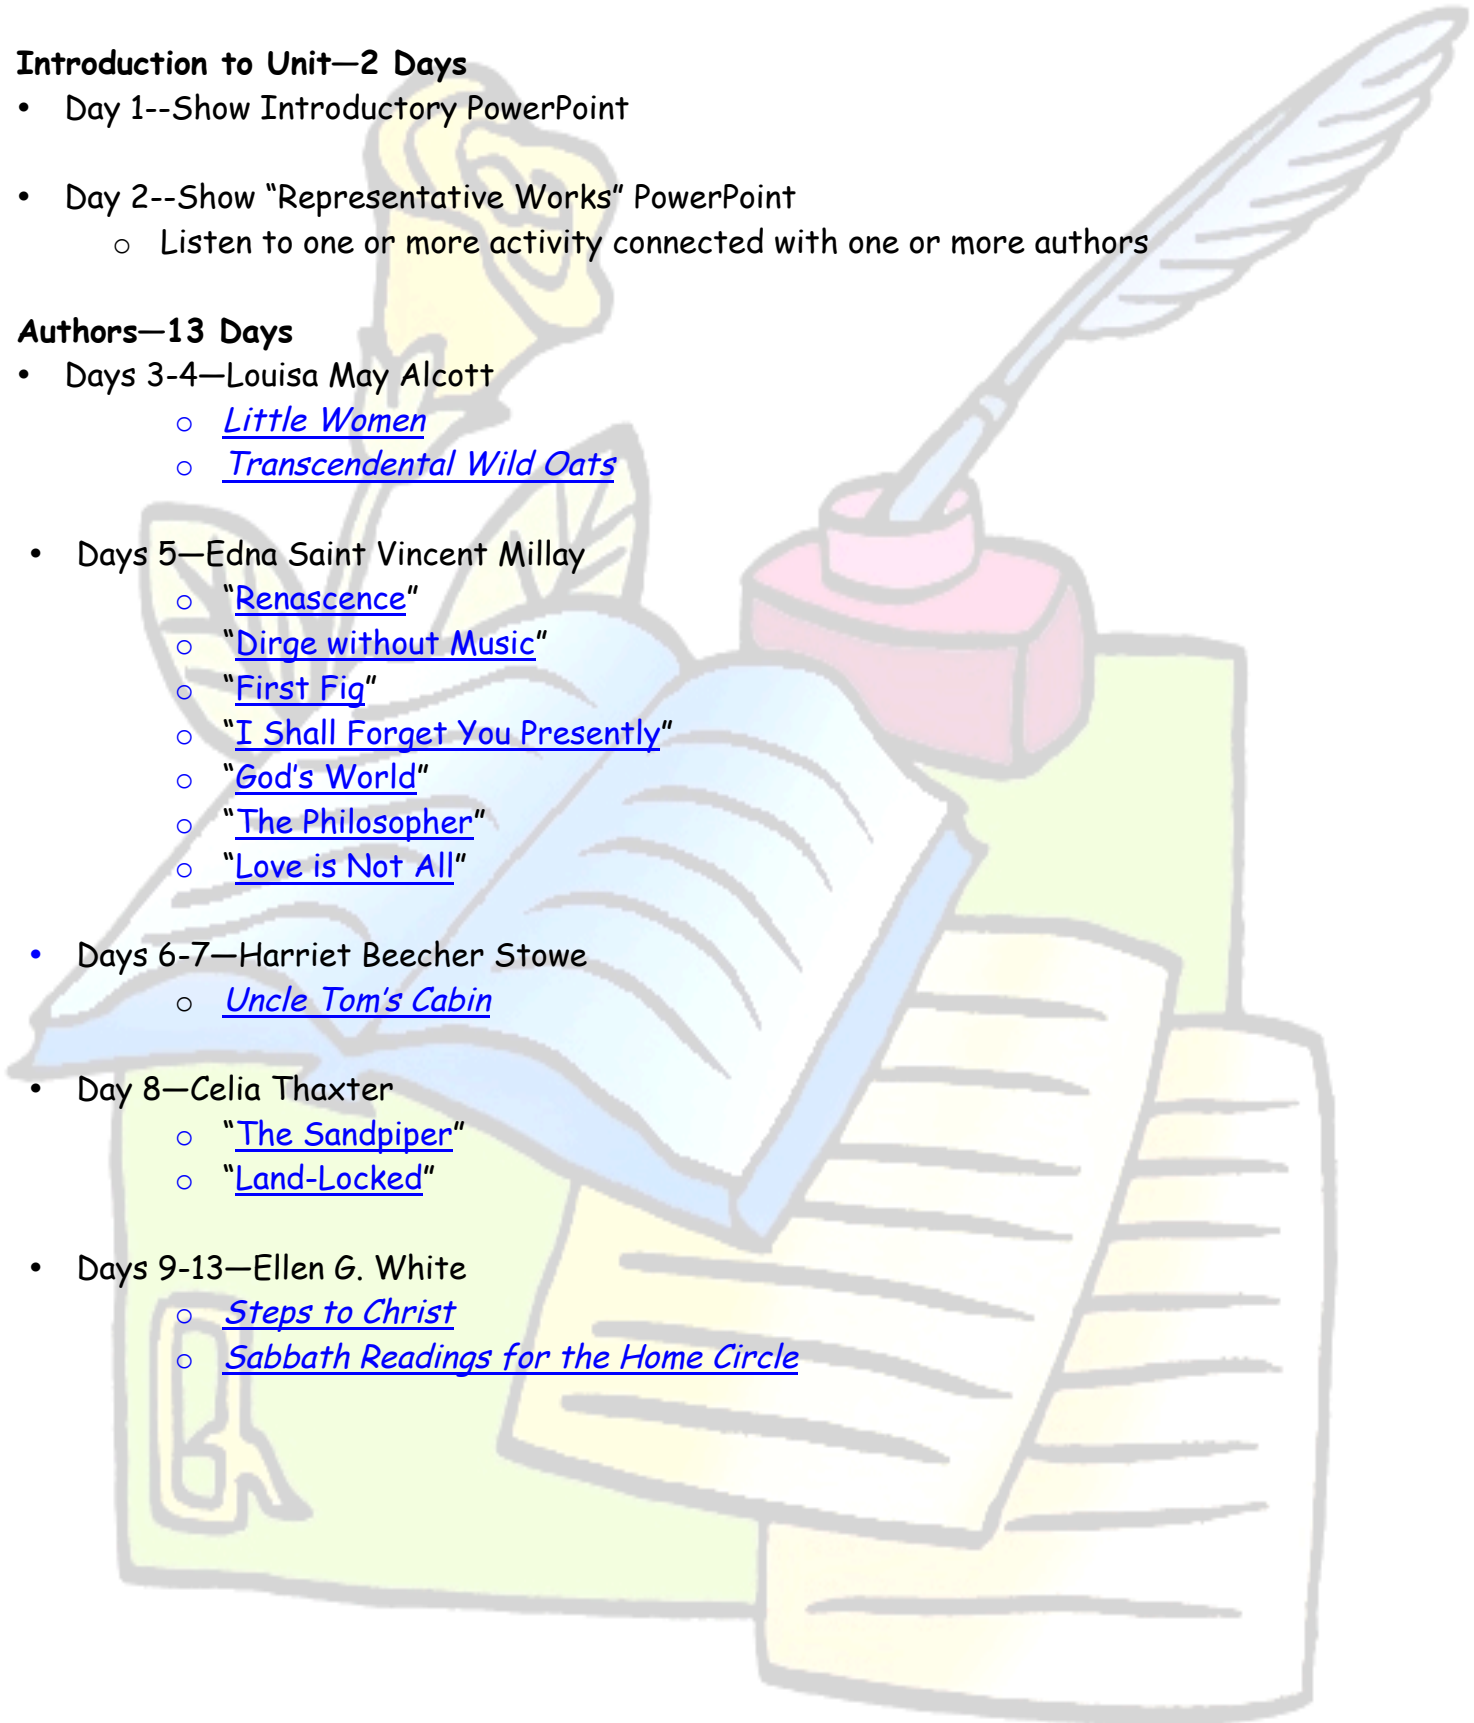 Introduction to Unit—2 Days
• Day 1--Show Introductory PowerPoint
• Day 2--Show “Representative Works” PowerPoint
o Listen to one or more activity connected with one or more authors
Authors—13 Days
• Days 3-4—Louisa May Alcott
o Little Women
o Transcendental Wild Oats
• Days 5—Edna Saint Vincent Millay
o “Renascence”
o “Dirge without Music”
o “First Fig”
o “I Shall Forget You Presently”
o “God’s World”
o “The Philosopher”
o “Love is Not All”
• Days 6-7—Harriet Beecher Stowe
o Uncle Tom’s Cabin
• Day 8—Celia Thaxter
o “The Sandpiper”
o “Land-Locked”
• Days 9-13—Ellen G. White
o Steps to Christ
o Sabbath Readings for the Home Circle